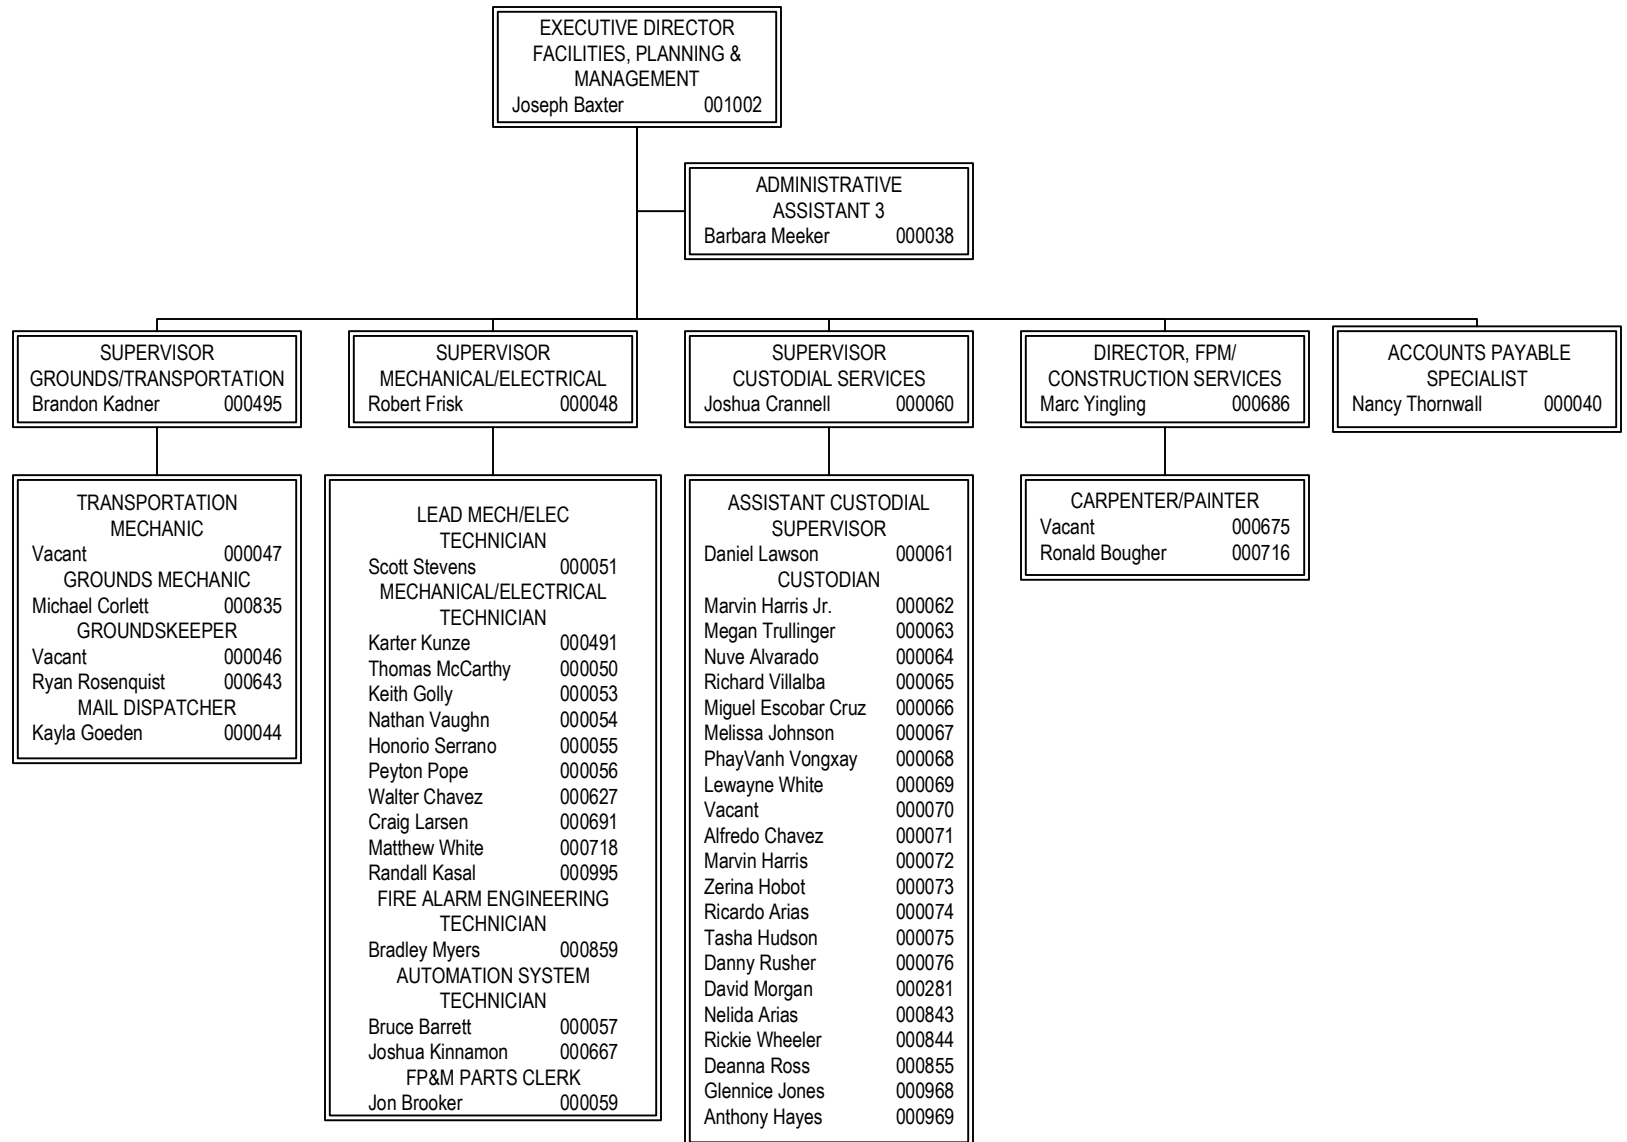 EXECUTIVE DIRECTOR
FACILITIES, PLANNING &
MANAGEMENT
Joseph Baxter 001002
ADMINISTRATIVE
ASSISTANT 3
Barbara Meeker 000038
SUPERVISOR
GROUNDS/TRANSPORTATION
Brandon Kadner 000495
SUPERVISOR
MECHANICAL/ELECTRICAL
Robert Frisk 000048
SUPERVISOR
CUSTODIAL SERVICES
Joshua Crannell 000060
DIRECTOR, FPM/
CONSTRUCTION SERVICES
Marc Yingling 000686
ACCOUNTS PAYABLE
SPECIALIST
Nancy Thornwall 000040
TRANSPORTATION
MECHANIC
Vacant 000047
GROUNDS MECHANIC
Michael Corlett 000835
GROUNDSKEEPER
Vacant 000046
Ryan Rosenquist 000643
MAIL DISPATCHER
Kayla Goeden 000044
LEAD MECH/ELEC
TECHNICIAN
Scott Stevens 000051
MECHANICAL/ELECTRICAL
TECHNICIAN
Karter Kunze 000491
Thomas McCarthy 000050
Keith Golly 000053
Nathan Vaughn 000054
Honorio Serrano 000055
Peyton Pope 000056
Walter Chavez 000627
Craig Larsen 000691
Matthew White 000718
Randall Kasal 000995
FIRE ALARM ENGINEERING
TECHNICIAN
Bradley Myers 000859
AUTOMATION SYSTEM
TECHNICIAN
Bruce Barrett 000057
Joshua Kinnamon 000667
FP&M PARTS CLERK
Jon Brooker 000059
ASSISTANT CUSTODIAL
SUPERVISOR
Daniel Lawson 000061
CUSTODIAN
Marvin Harris Jr. 000062
Megan Trullinger 000063
Nuve Alvarado 000064
Richard Villalba 000065
Miguel Escobar Cruz 000066
Melissa Johnson 000067
PhayVanh Vongxay 000068
Lewayne White 000069
Vacant 000070
Alfredo Chavez 000071
Marvin Harris 000072
Zerina Hobot 000073
Ricardo Arias 000074
Tasha Hudson 000075
Danny Rusher 000076
David Morgan 000281
Nelida Arias 000843
Rickie Wheeler 000844
Deanna Ross 000855
Glennice Jones 000968
Anthony Hayes 000969
CARPENTER/PAINTER
Vacant 000675
Ronald Bougher 000716